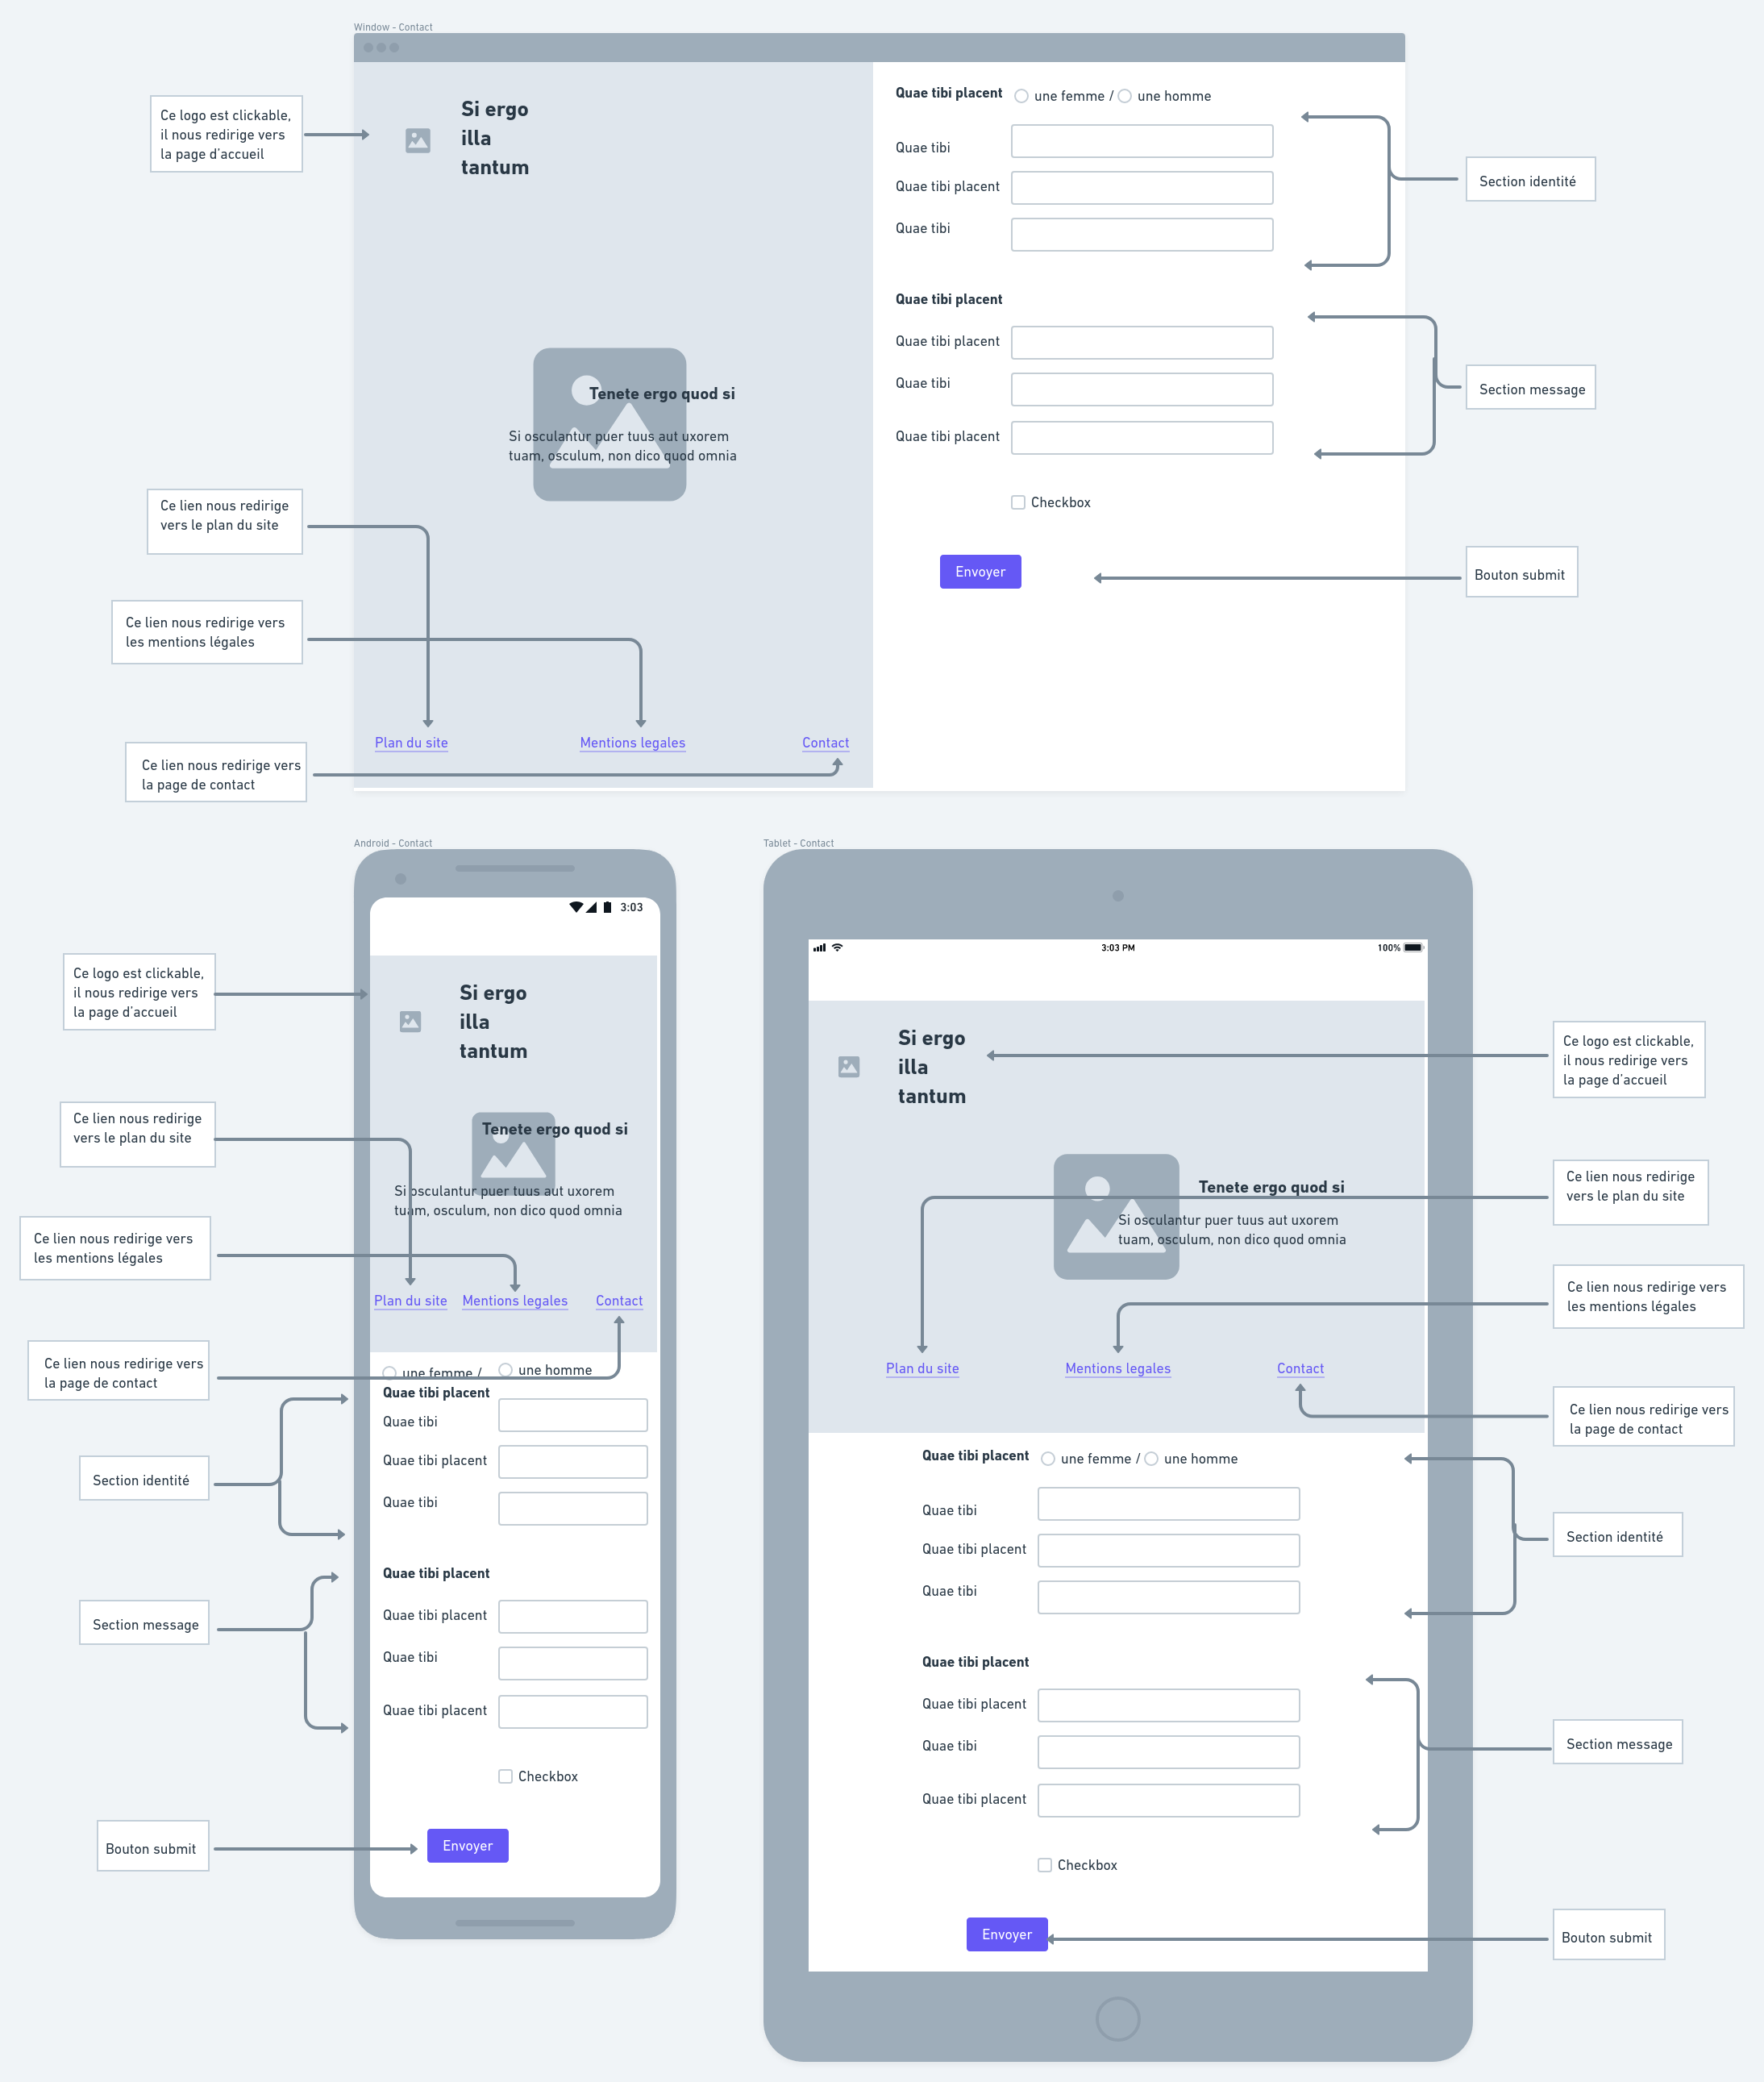 Window - Contact
Ce logo est clickable,
il nous redirige vers
la page d'accueil
Si ergo
illa
tantum
Tenete ergo quod si
Si osculantur puer tuus aut uxorem
tuam, osculum, non dico quod omnia
Ce lien nous redirige
vers le plan du site
Ce lien nous redirige vers
les mentions légales
Ce lien nous redirige vers
la page de contact
Plan du site
Mentions legales
Contact
Quae tibi placent
une femme /
une homme
Quae tibi
Quae tibi placent
Quae tibi
Quae tibi placent
Quae tibi placent
Quae tibi
Quae tibi placent
Checkbox
Envoyer
Section identité
Section message
Bouton submit
Android - Contact
3:03
Ce logo est clickable,
il nous redirige vers
la page d'accueil
Si ergo
illa
tantum
Ce lien nous redirige
vers le plan du site
Tenete ergo quod si
Si osculantur puer tuus aut uxorem
tuam, osculum, non dico quod omnia
Ce lien nous redirige vers
les mentions légales
Plan du site
Mentions legales
Contact
Ce lien nous redirige vers
la page de contact
une femme /
une homme
Quae tibi placent
Quae tibi
Quae tibi placent
Quae tibi
Section identité
Quae tibi placent
Quae tibi placent
Quae tibi
Quae tibi placent
Section message
Checkbox
Bouton submit
Envoyer
Tablet - Contact
3:03 PM
100%
Si ergo
illa
tantum
Ce logo est clickable,
il nous redirige vers
la page d'accueil
Tenete ergo quod si
Si osculantur puer tuus aut uxorem
tuam, osculum, non dico quod omnia
Ce lien nous redirige
vers le plan du site
Ce lien nous redirige vers
les mentions légales
Plan du site
Mentions legales
Contact
Ce lien nous redirige vers
la page de contact
Quae tibi placent
une femme /
une homme
Quae tibi
Quae tibi placent
Quae tibi
Section identité
Quae tibi placent
Quae tibi placent
Quae tibi
Quae tibi placent
Section message
Checkbox
Envoyer
Bouton submit